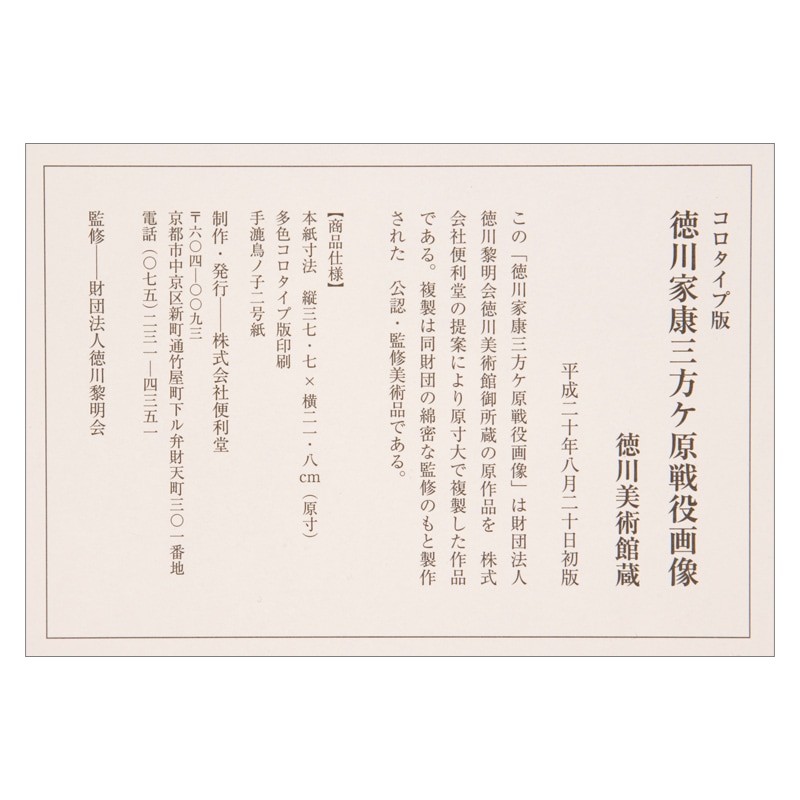 コロタイプ版
徳川家康三方ケ原戦役画像
徳川美術館蔵
平成二十年八月二十日初版
この「徳川家康三方ケ原戦役画像」は財団法人
徳川黎明会徳川美術館御所蔵の原作品を　株式
会社便利堂の提案により原寸大で複製した作品
である。複製は同財団の綿密な監修のもと製作
された　公認・監修美術品である。
【商品仕様】
本紙寸法　縦三七・七×横二一・八cm（原寸）
多色コロタイプ版印刷
手漉鳥ノ子二号紙
制作・発行──株式会社便利堂
〒六〇四─〇〇九三
京都市中京区新町通竹屋町下ル弁財天町三〇一番地
電話（〇七五）二三一─四三五一
監修──財団法人徳川黎明会